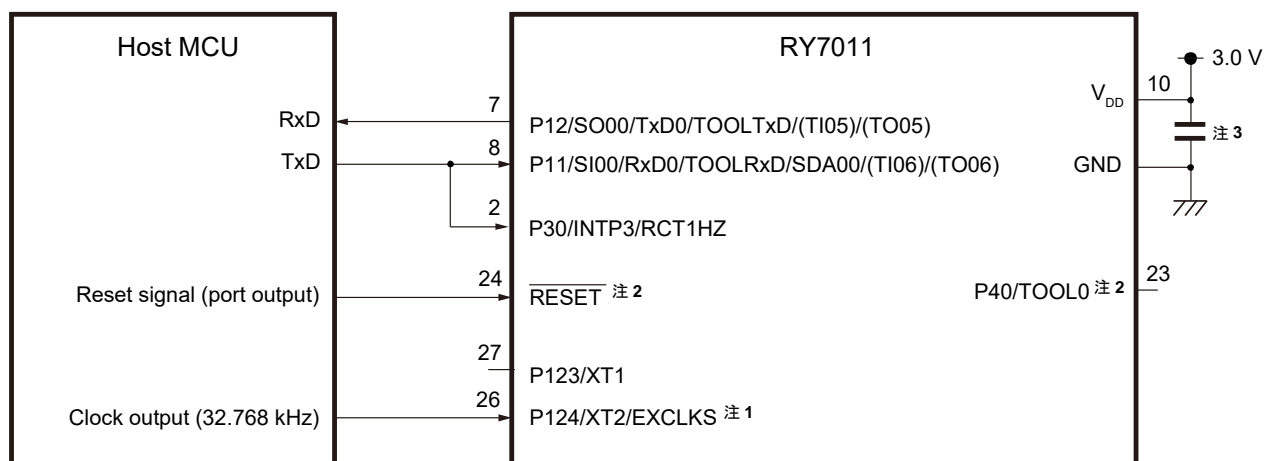 Host MCU
RY7011
3.0 V
10
V_DD
7
RxD
P12/SO00/TxD0/TOOLTxD/(TI05)/(TO05)
注 3
8
TxD
P11/SI00/RxD0/TOOLRxD/SDA00/(TI06)/(TO06)
GND
2
P30/INTP3/RCT1HZ
24
23
Reset signal (port output)
RESET 注 2
P40/TOOL0 注 2
27
P123/XT1
26
Clock output (32.768 kHz)
P124/XT2/EXCLKS 注 1